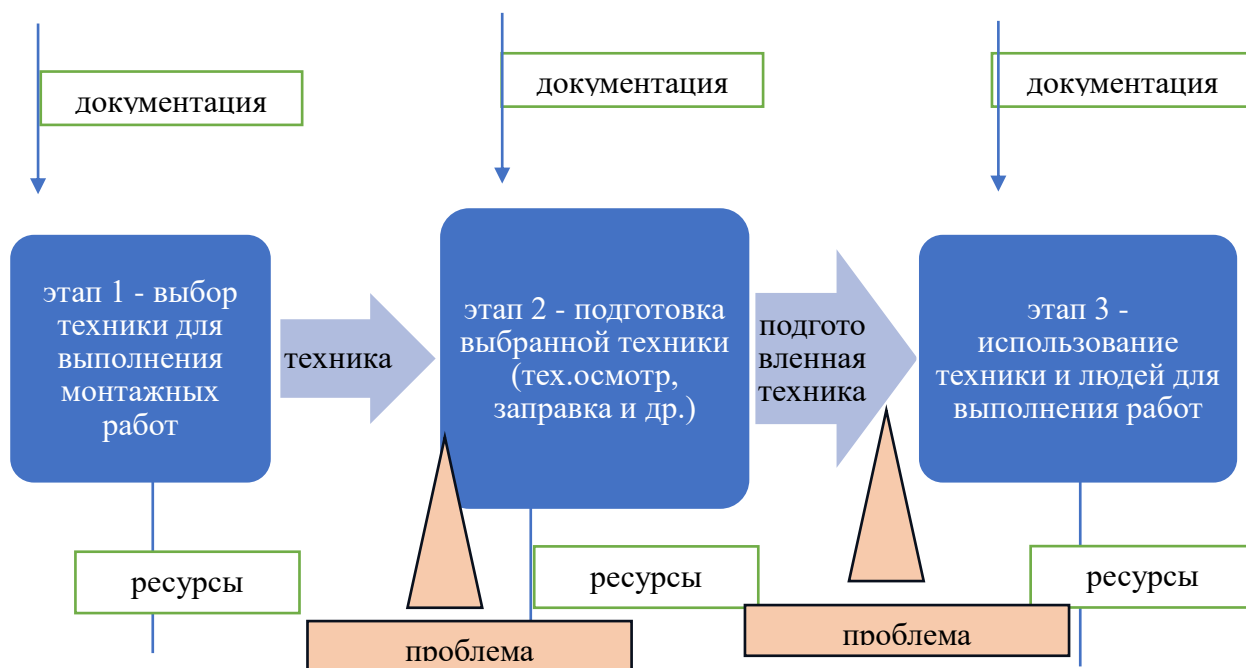 документация
документация
документация
этап 1 - выбор
техники для
выполнения
монтажных
работ
техника
этап 2 - подготовка
выбранной техники
(тех.осмотр,
заправка и др.)
подгото
вленная
техника
этап 3 -
использование
техники и людей для
выполнения работ
ресурсы
ресурсы
ресурсы
проблема
проблема